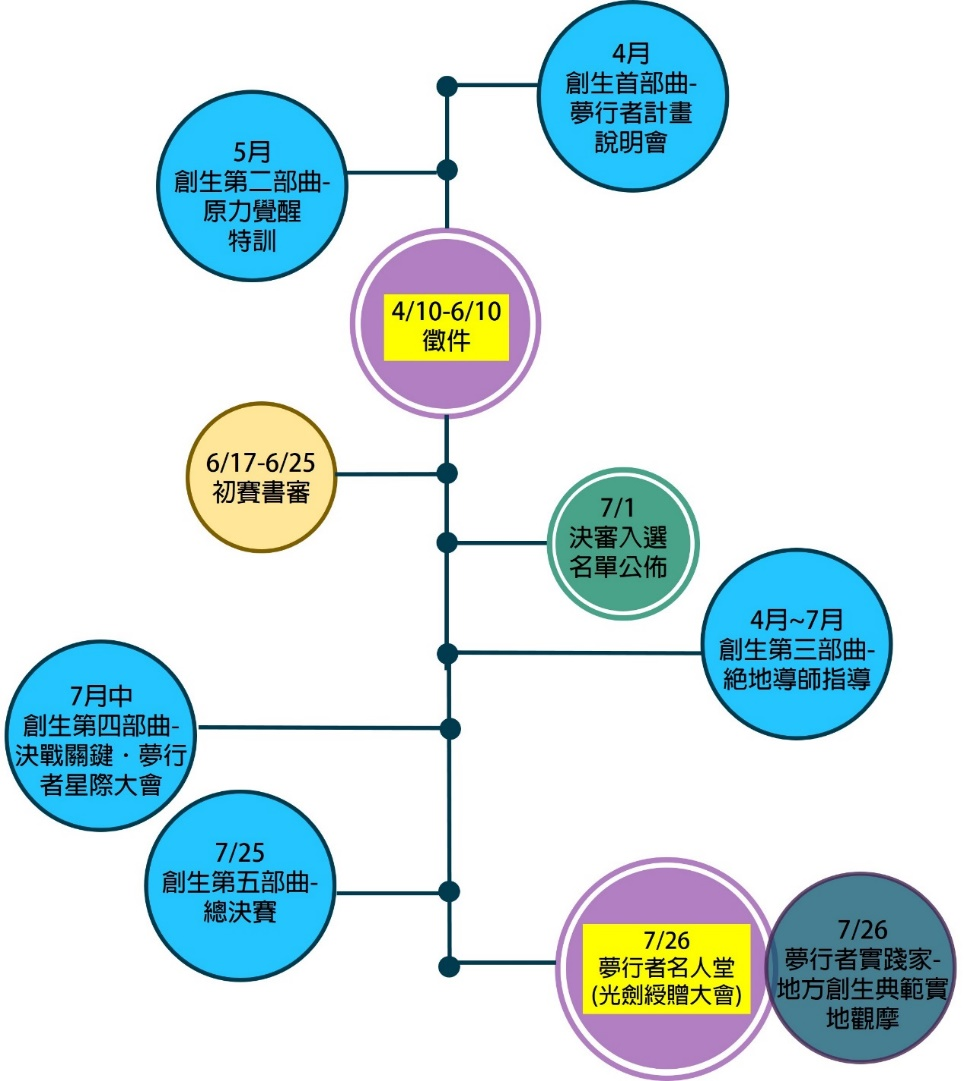 4月
創生首部曲-
夢行者計畫
說明會
5月
創生第二部曲-
原力覺醒
特訓
4/10-6/10
徵件
6/17-6/25
初賽書審
7/1
決審入選
名單公佈
4月~7月
創生第三部曲-
絕地導師指導
7月中
創生第四部曲-
決戰關鍵・夢行
者星際大會
7/25
創生第五部曲-
總決賽
7/26
夢行者名人堂
(光劍綬贈大會)
7/26
夢行者實踐家-
地方創生典範實
地觀摩